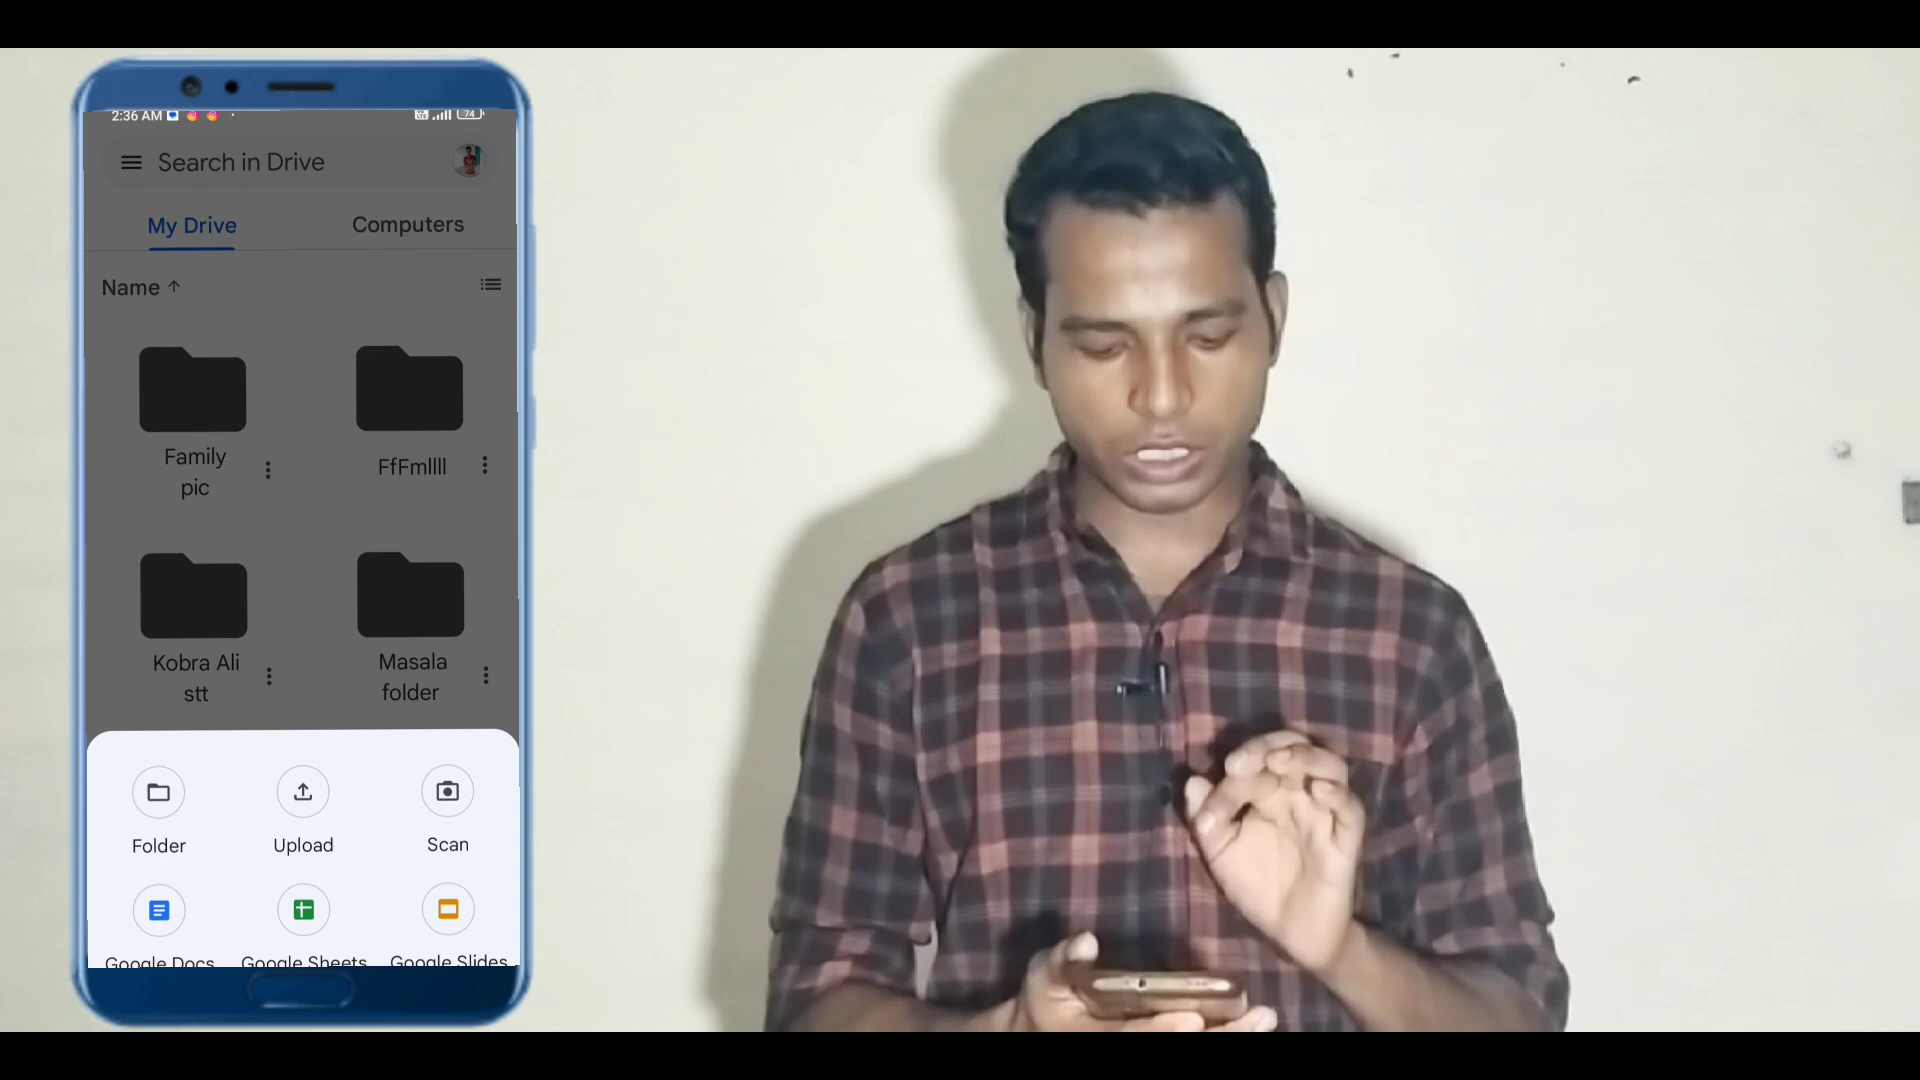 2:36 AM
74
Search in Drive
My Drive
Computers
Name
Family
pic
FfFmllll
Kobra Ali
stt
Masala
folder
Folder
Upload
Scan
Google Docs
Google Sheets
Google Slides